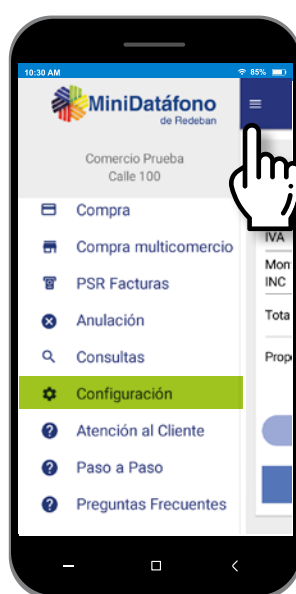 10:30 AM 85%
MiniDatáfono
de Redeban
Comercio Prueba
Calle 100
Compra
Compra multicomercio
PSR Facturas
Anulación
Consultas
Configuración
Atención al Cliente
Paso a Paso
Preguntas Frecuentes
IVA
Mon
INC
Tota
Prop